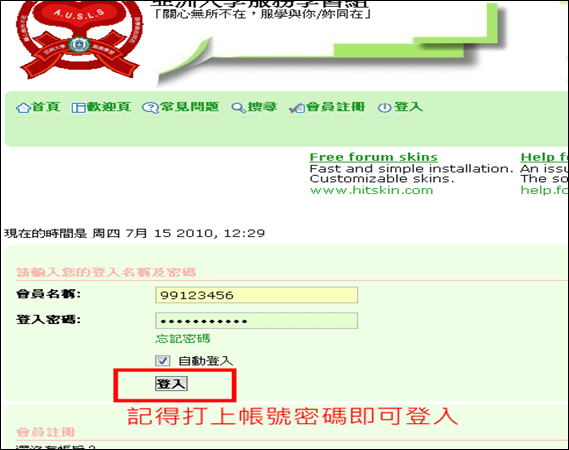 A.U.S.L.S
亞洲大學服務學習組
「關心無所不在，服學與你/妳同在」
首頁 歡迎頁 常見問題 搜尋 會員註冊 登入
Free forum skins
Fast and simple installation.
Customizable skins.
www.hitskin.com
Help f
An issu
The so
help.fo
現在的時間是 周四 7月 15 2010, 12:29
請輸入您的登入名稱及密碼
會員名稱: 99123456
登入密碼: •••••••••••
忘記密碼
自動登入
登入
記得打上帳號密碼即可登入
會員註冊
還沒有帳戶？